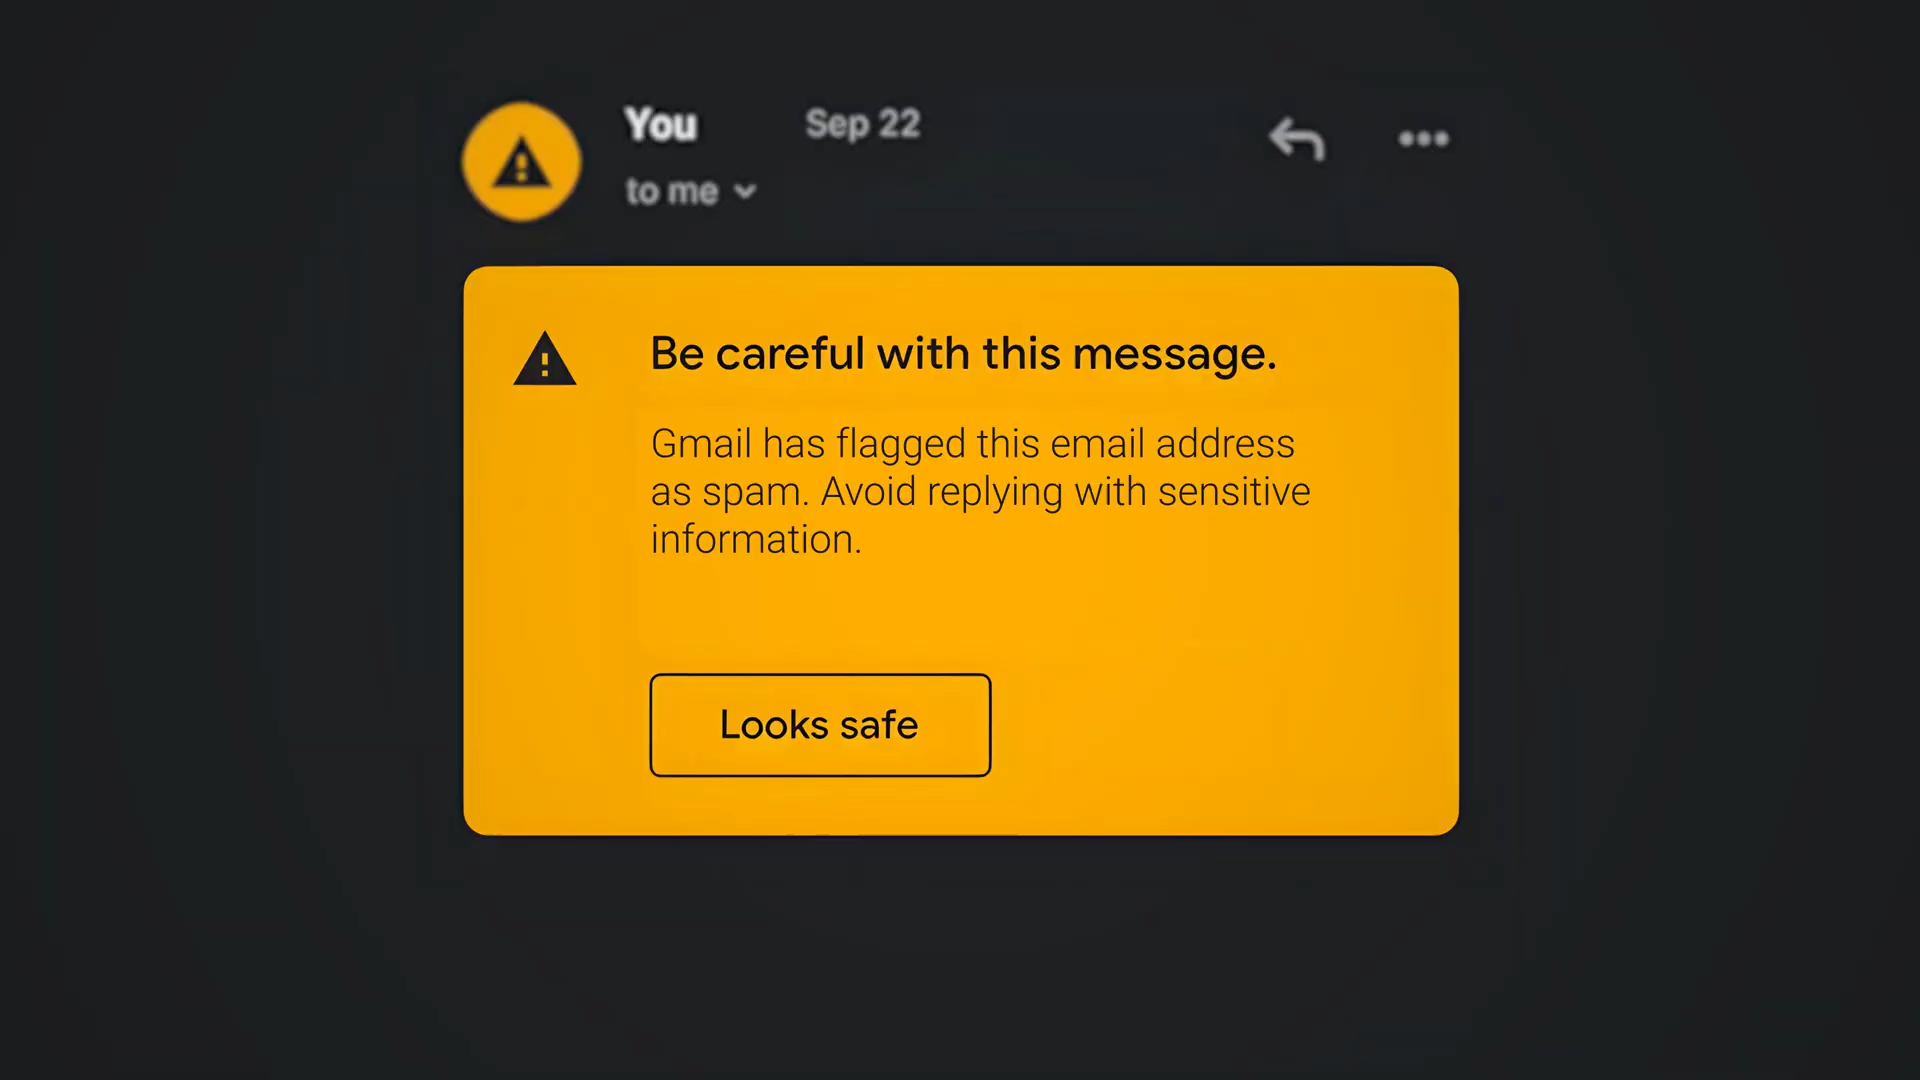 You Sep 22
to me
Be careful with this message.
Gmail has flagged this email address
as spam. Avoid replying with sensitive
information.
Looks safe